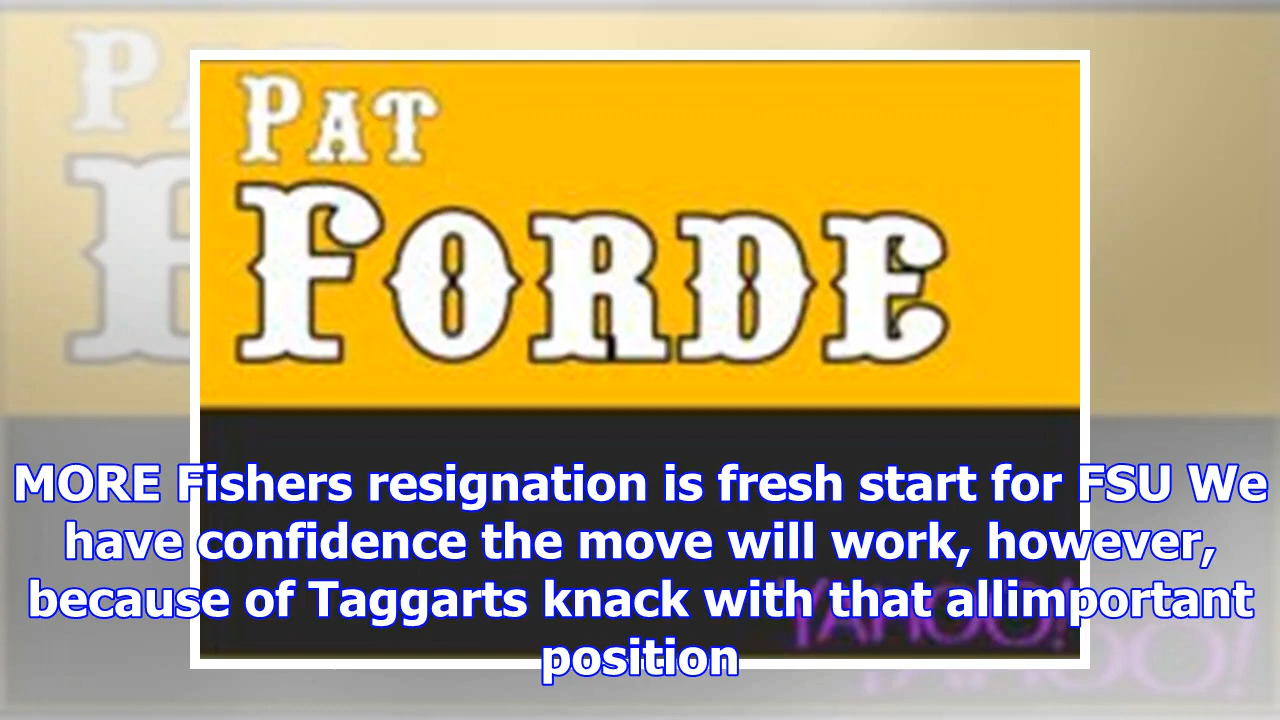 PAT
FORDE
MORE Fishers resignation is fresh start for FSU We
have confidence the move will work, however,
because of Taggarts knack with that allimportant
position
YAHOO!